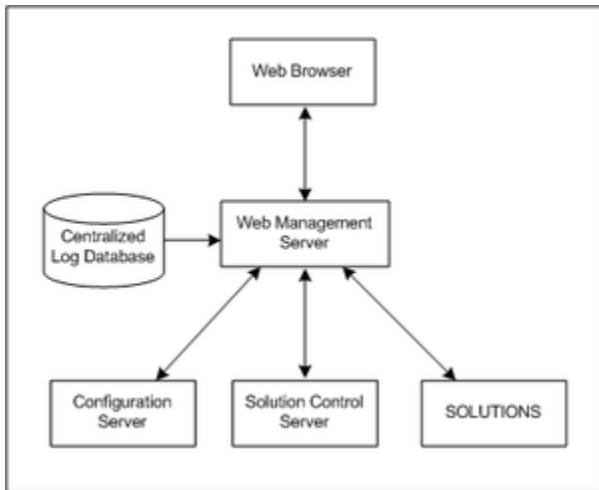 Web Browser
Web Management
Server
Centralized
Log Database
Configuration
Server
Solution Control
Server
SOLUTIONS